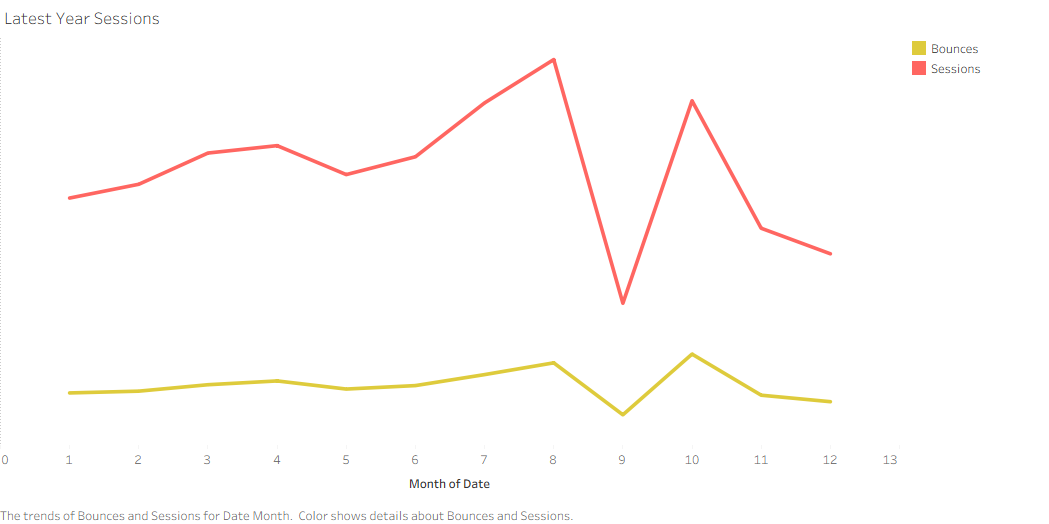 Latest Year Sessions
Bounces
Sessions
0 1 2 3 4 5 6 7 8 9 10 11 12 13
Month of Date
The trends of Bounces and Sessions for Date Month.  Color shows details about Bounces and Sessions.